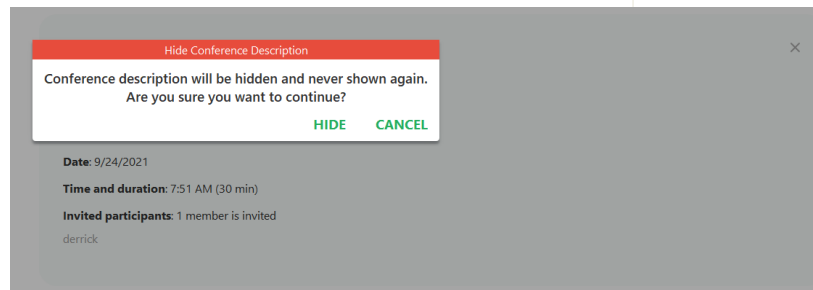 Hide Conference Description
Conference description will be hidden and never shown again.
Are you sure you want to continue?
HIDE CANCEL
Date: 9/24/2021
Time and duration: 7:51 AM (30 min)
Invited participants: 1 member is invited
derrick